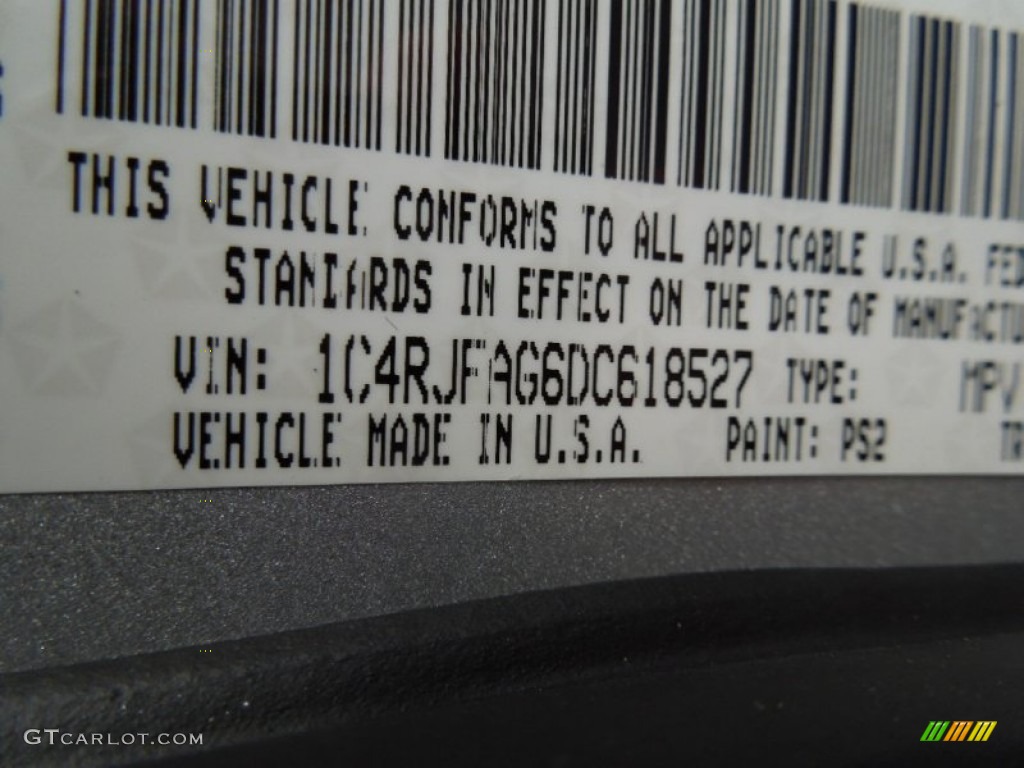 THIS VEHICLE CONFORMS TO ALL APPLICABLE U.S.A. FED
STANDARDS IN EFFECT ON THE DATE OF MANUFACTU
VIN: 1C4RJFAG6DC618527 TYPE: MPV
VEHICLE MADE IN U.S.A. PAINT: PS2 TR
GTCARLOT.COM